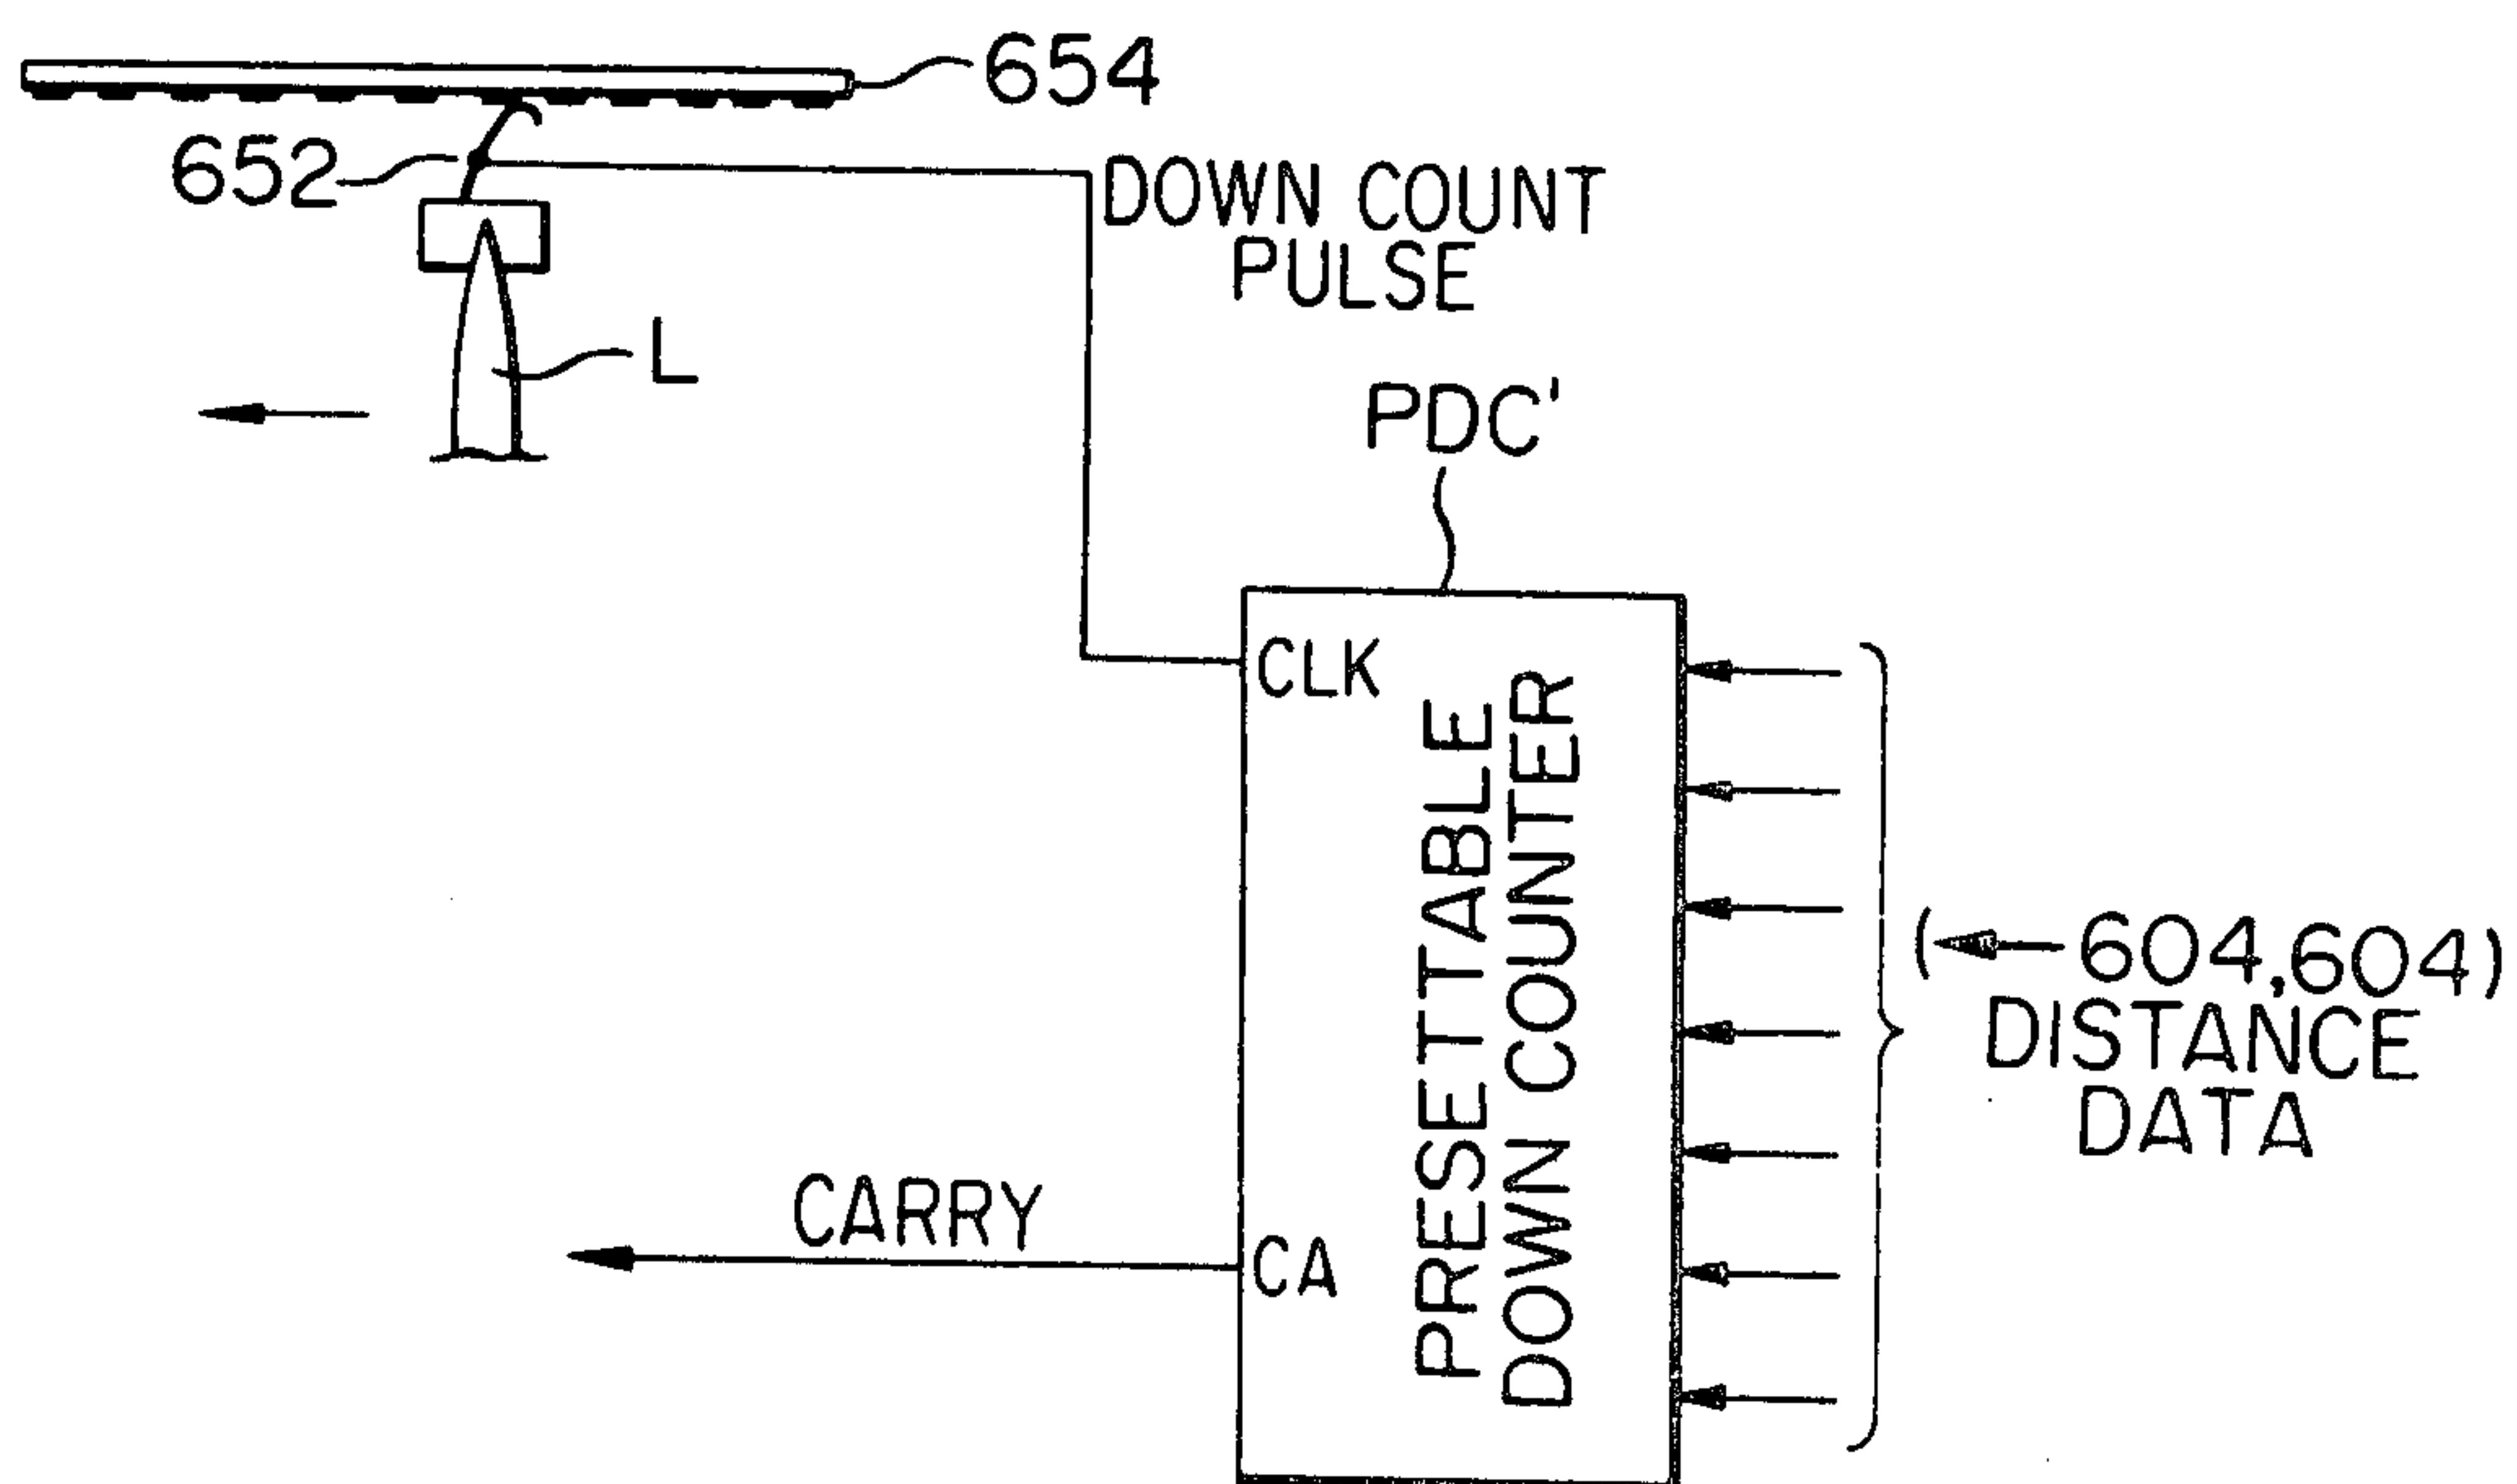 654
652
DOWN COUNT
PULSE
L
PDC'
CLK
PRESETTABLE
DOWN COUNTER
(←604,604)
DISTANCE
DATA
CARRY
CA